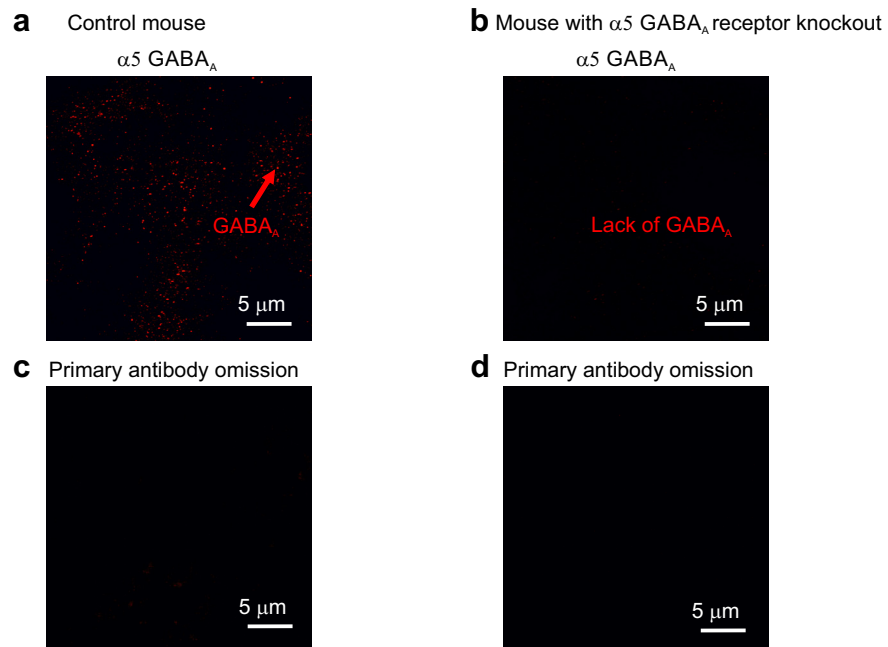 a Control mouse
α5 GABAA
GABAA
5 μm
b Mouse with α5 GABAA receptor knockout
α5 GABAA
Lack of GABAA
5 μm
c Primary antibody omission
5 μm
d Primary antibody omission
5 μm